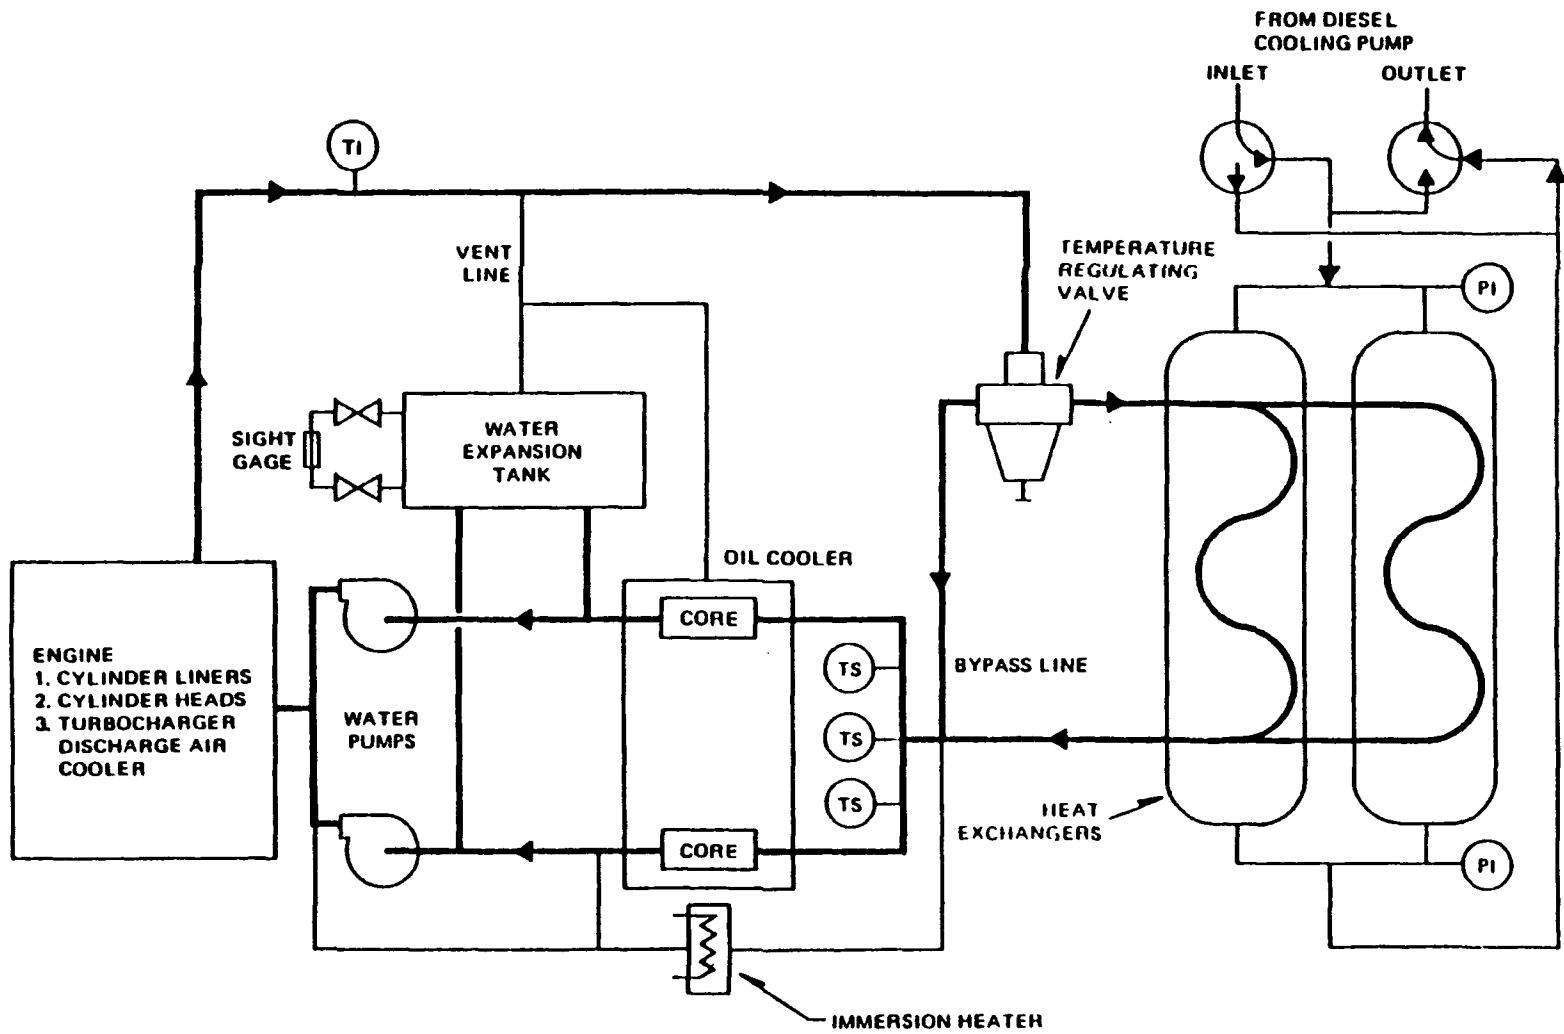 FROM DIESEL
COOLING PUMP
INLET
OUTLET
TI
VENT
LINE
TEMPERATURE
REGULATING
VALVE
PI
SIGHT
GAGE
WATER
EXPANSION
TANK
OIL COOLER
CORE
ENGINE
1. CYLINDER LINERS
2. CYLINDER HEADS
3. TURBOCHARGER
DISCHARGE AIR
COOLER
WATER
PUMPS
TS
BYPASS LINE
TS
TS
HEAT
EXCHANGERS
CORE
PI
IMMERSION HEATER